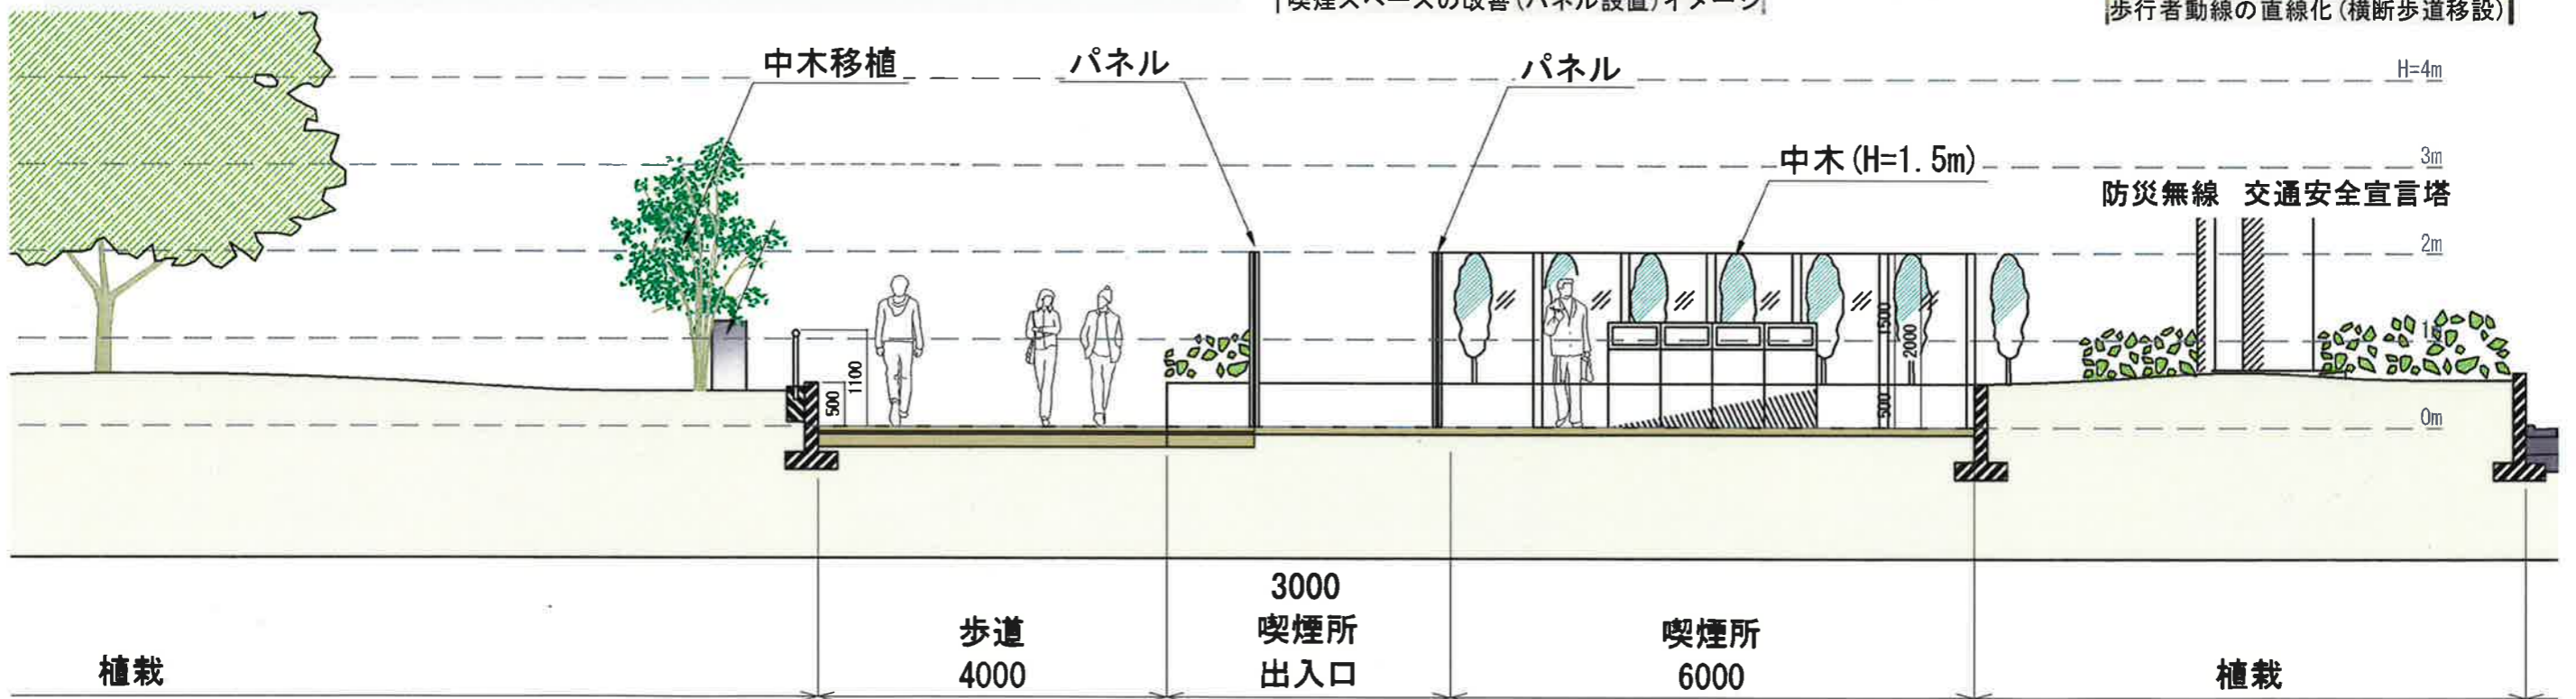 喫煙スペースの改善(パネル設置)イメージ
歩行者動線の直線化(横断歩道移設)
中木移植
パネル
パネル
H=4m
中木(H=1.5m)
3m
防災無線 交通安全宣言塔
2m
1500
2000
500
1100
500
0m
3000
歩道
4000
喫煙所
出入口
喫煙所
6000
植栽
植栽